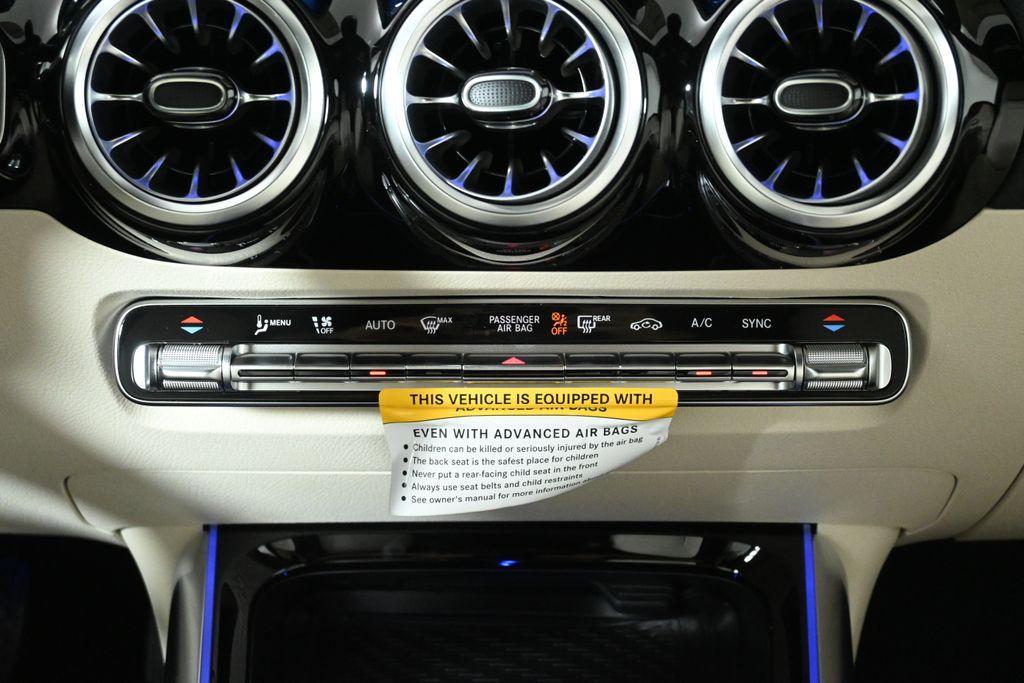 MENU
OFF
AUTO
MAX
PASSENGER
AIR BAG
OFF
REAR
A/C
SYNC
THIS VEHICLE IS EQUIPPED WITH
ADVANCED AIR BAGS
EVEN WITH ADVANCED AIR BAGS
• Children can be killed or seriously injured by the air bag
• The back seat is the safest place for children
• Never put a rear-facing child seat in the front
• Always use seat belts and child restraints
• See owner's manual for more information